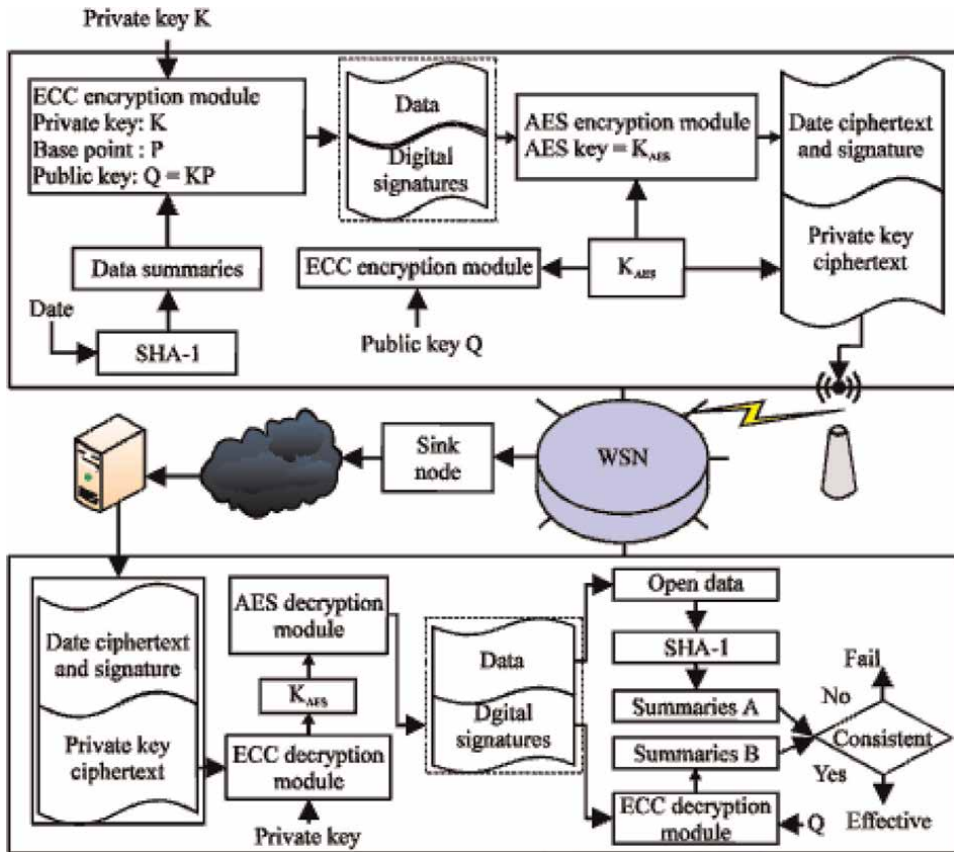 Private key K
ECC encryption module
Private key: K
Base point : P
Public key: Q = KP
Data
Digital
signatures
AES encryption module
AES key = K_AES
Date ciphertext
and signature
Private key
ciphertext
Data summaries
ECC encryption module
K_AES
Date
SHA-1
Public key Q
Sink
node
WSN
Date ciphertext
and signature
Private key
ciphertext
AES decryption
module
K_AES
ECC decryption
module
Private key
Data
Dgital
signatures
Open data
SHA-1
Summaries A
Summaries B
ECC decryption
module
Q
Fail
No
Consistent
Yes
Effective